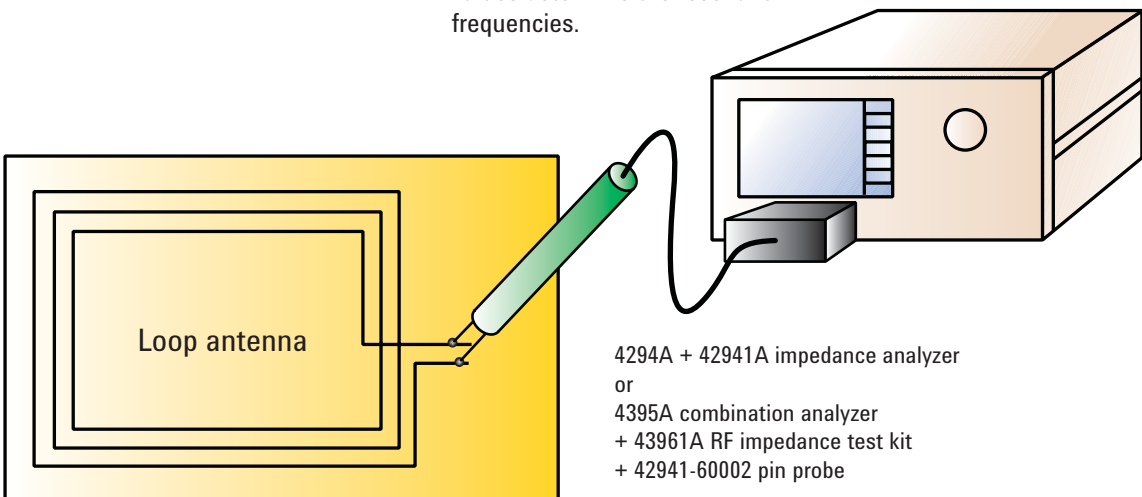 frequencies.
Loop antenna
4294A + 42941A impedance analyzer
or
4395A combination analyzer
+ 43961A RF impedance test kit
+ 42941-60002 pin probe